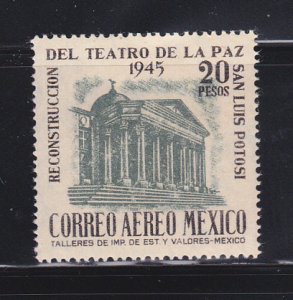 RECONSTRUCCION
DEL TEATRO DE LA PAZ
1945
SAN LUIS POTOSI
20
PESOS
CORREO AEREO MEXICO
TALLERES DE IMP. DE EST. Y VALORES-MEXICO